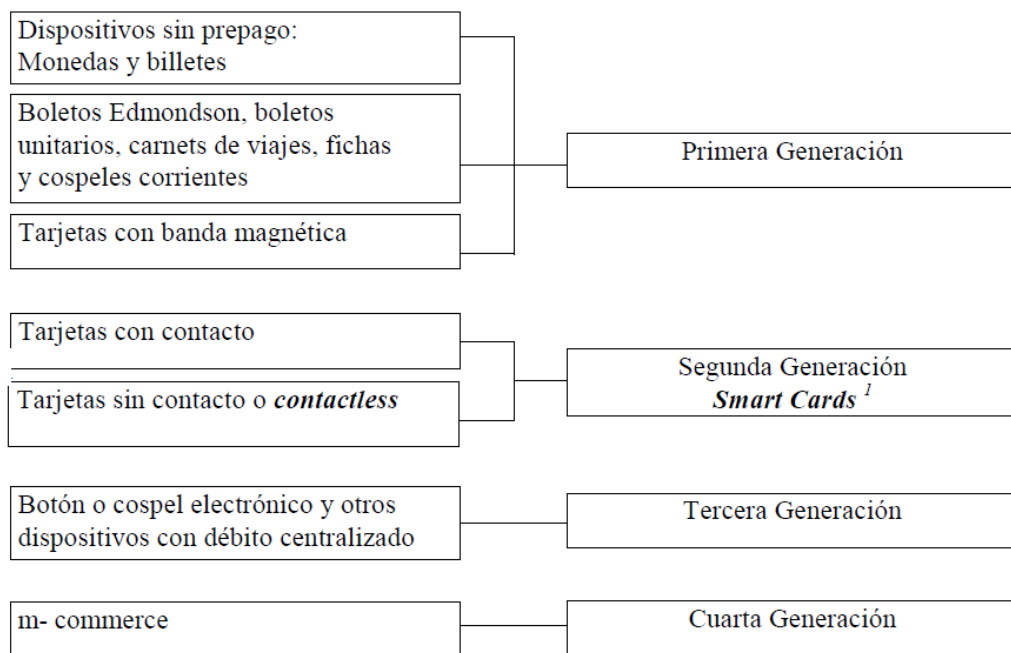 Dispositivos sin prepago:
Monedas y billetes
Boletos Edmondson, boletos
unitarios, carnets de viajes, fichas
y cospeles corrientes
Primera Generación
Tarjetas con banda magnética
Tarjetas con contacto
Segunda Generación
Smart Cards 1
Tarjetas sin contacto o contactless
Botón o cospel electrónico y otros
dispositivos con débito centralizado
Tercera Generación
m- commerce
Cuarta Generación